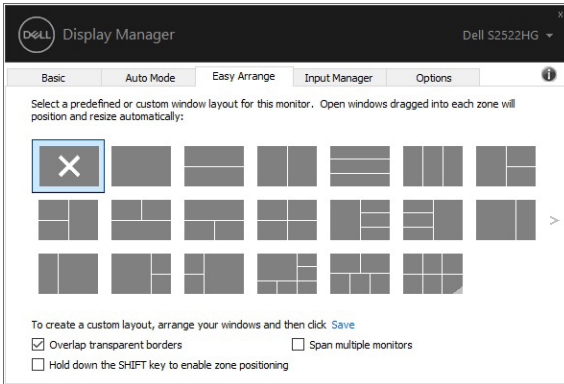 DELL Display Manager
Dell S2522HG
Basic Auto Mode Easy Arrange Input Manager Options
Select a predefined or custom window layout for this monitor. Open windows dragged into each zone will
position and resize automatically:
To create a custom layout, arrange your windows and then click Save
Overlap transparent borders
Span multiple monitors
Hold down the SHIFT key to enable zone positioning